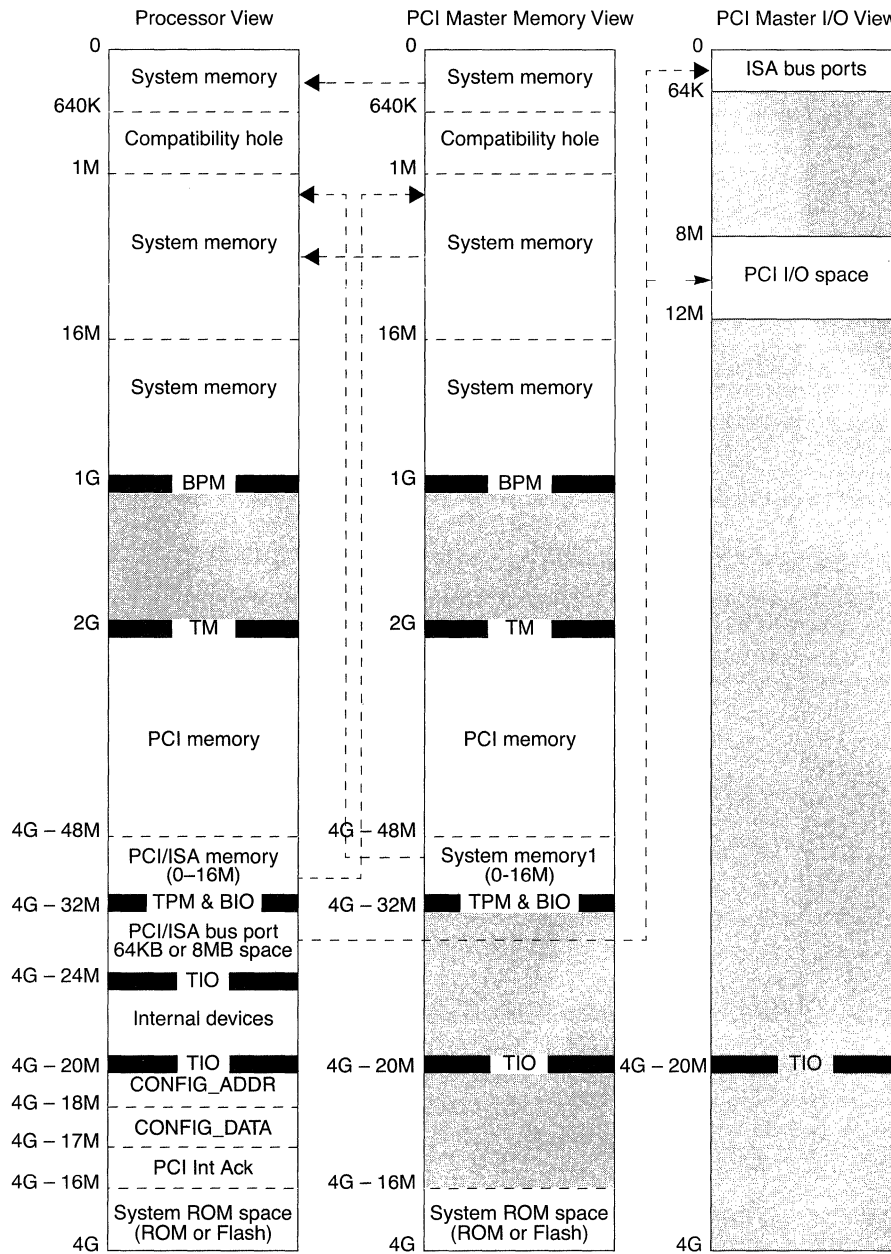 Processor View
0
System memory
640K
Compatibility hole
1M
System memory
16M
System memory
1G
BPM
2G
TM
PCI memory
4G – 48M
PCI/ISA memory
(0–16M)
4G – 32M
TPM & BIO
PCI/ISA bus port
64KB or 8MB space
4G – 24M
TIO
Internal devices
4G – 20M
TIO
CONFIG_ADDR
4G – 18M
CONFIG_DATA
4G – 17M
PCI Int Ack
4G – 16M
System ROM space
(ROM or Flash)
4G
PCI Master Memory View
0
System memory
640K
Compatibility hole
1M
System memory
16M
System memory
1G
BPM
2G
TM
PCI memory
4G – 48M
System memory1
(0-16M)
4G – 32M
TPM & BIO
4G – 20M
TIO
4G – 16M
System ROM space
(ROM or Flash)
4G
PCI Master I/O View
0
ISA bus ports
64K
8M
PCI I/O space
12M
4G – 20M
TIO
4G